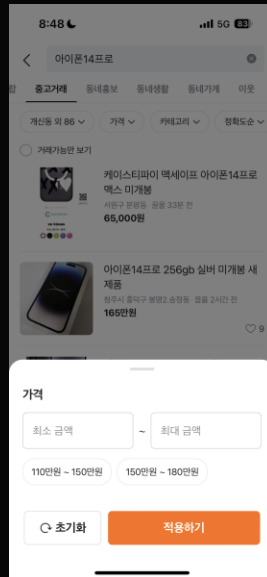 8:48
5G 83
아이폰14프로
중고거래 동네홍보 동네생활 동네가게 이웃
개신동 외 86 가격 카테고리 정확도순
거래가능만 보기
케이스티파이 맥세이프 아이폰14프로
맥스 미개봉
서원구 분평동 · 끌올 33분 전
65,000원
아이폰14프로 256gb 실버 미개봉 새
제품
청주시 흥덕구 봉명2.송정동 · 끌올 2시간 전
165만원
9
가격
최소 금액 ~ 최대 금액
110만원 ~ 150만원 150만원 ~ 180만원
초기화 적용하기